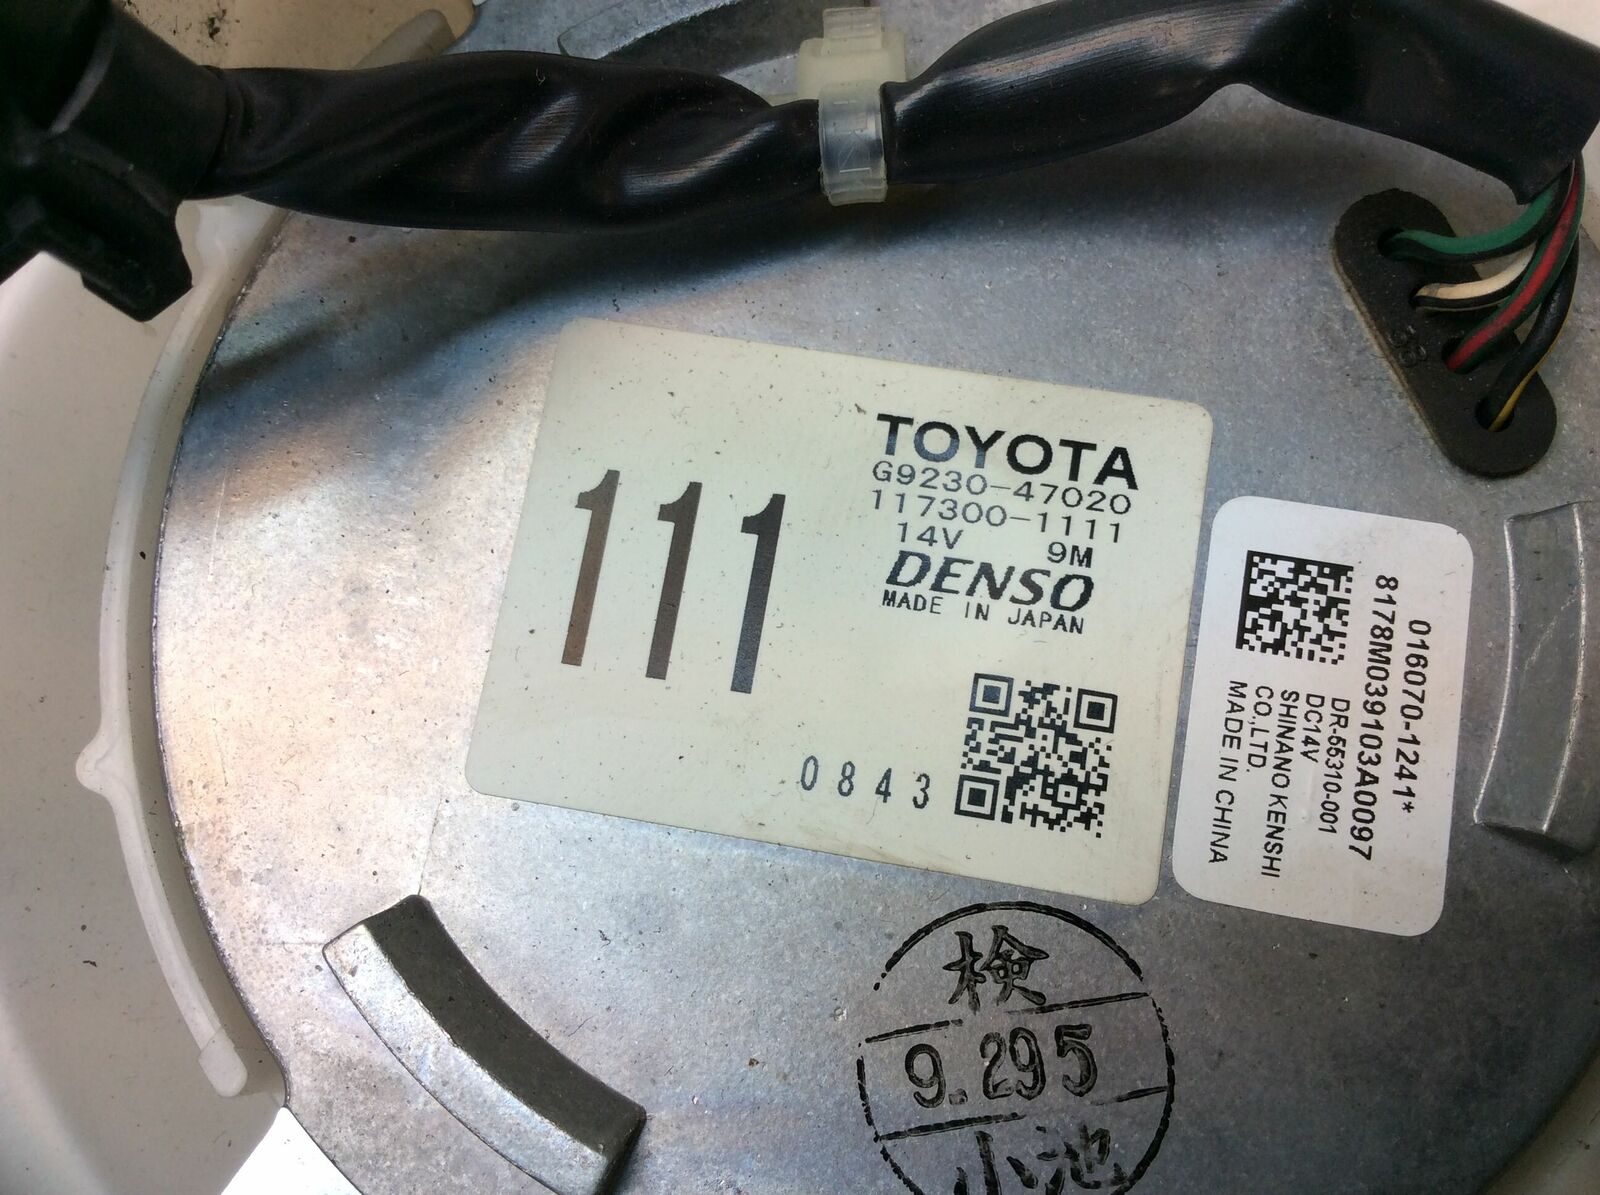 TOYOTA
G9230-47020
117300-1111
14V 9M
DENSO
MADE IN JAPAN
111
0843
016070-1241*
8178M039103A0097
DR-55310-001
DC14V
SHINANO KENSHI
CO.,LTD.
MADE IN CHINA
検
9.295
小池